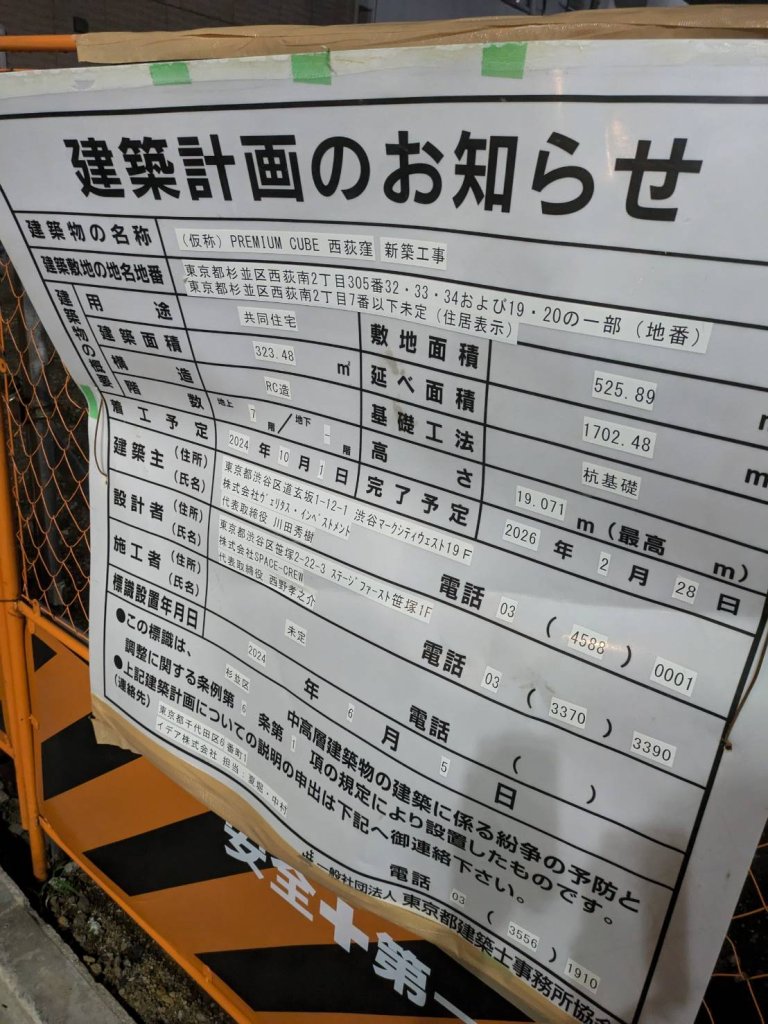 建築計画のお知らせ
建築物の名称 (仮称) PREMIUM CUBE 西荻窪 新築工事
建築敷地の地名地番 東京都杉並区西荻南2丁目305番32・33・34および19・20の一部 (地番)
東京都杉並区西荻南2丁目7番以下未定 (住居表示)
建築物の概要
用途 共同住宅 敷地面積 525.89
建築面積 323.48 ㎡ 延べ面積 1702.48
構造 RC造 基礎工法 杭基礎
階数 地上 7 階/地下 - 階 高さ 19.071 m (最高 m)
着工予定 2024 年 10 月 1 日 完了予定 2026 年 2 月 28 日
建築主 (住所) (氏名) 東京都渋谷区道玄坂1-12-1 渋谷マークシティウェスト19F
株式会社ヴェリタス・インベストメント
代表取締役 川田秀樹 電話 03 (4588) 0001
設計者 (住所) (氏名) 東京都渋谷区笹塚2-22-3 ステージファースト笹塚1F
株式会社SPACE-CREW
代表取締役 西野孝之介 電話 03 (3370) 3390
施工者 (住所) (氏名) 未定 電話 ( )
標識設置年月日 2024 年 6 月 5 日
●この標識は、杉並区 中高層建築物の建築に係る紛争の予防と
調整に関する条例第 6 条第 1 項の規定により設置したものです。
●上記建築計画についての説明の申出は下記へ御連絡下さい。
(連絡先) 東京都千代田区6番町1
イデア株式会社 担当:夏堀・中村 電話 03 (3556) 1910
一般社団法人 東京都建築士事務所協会
安全✚第一